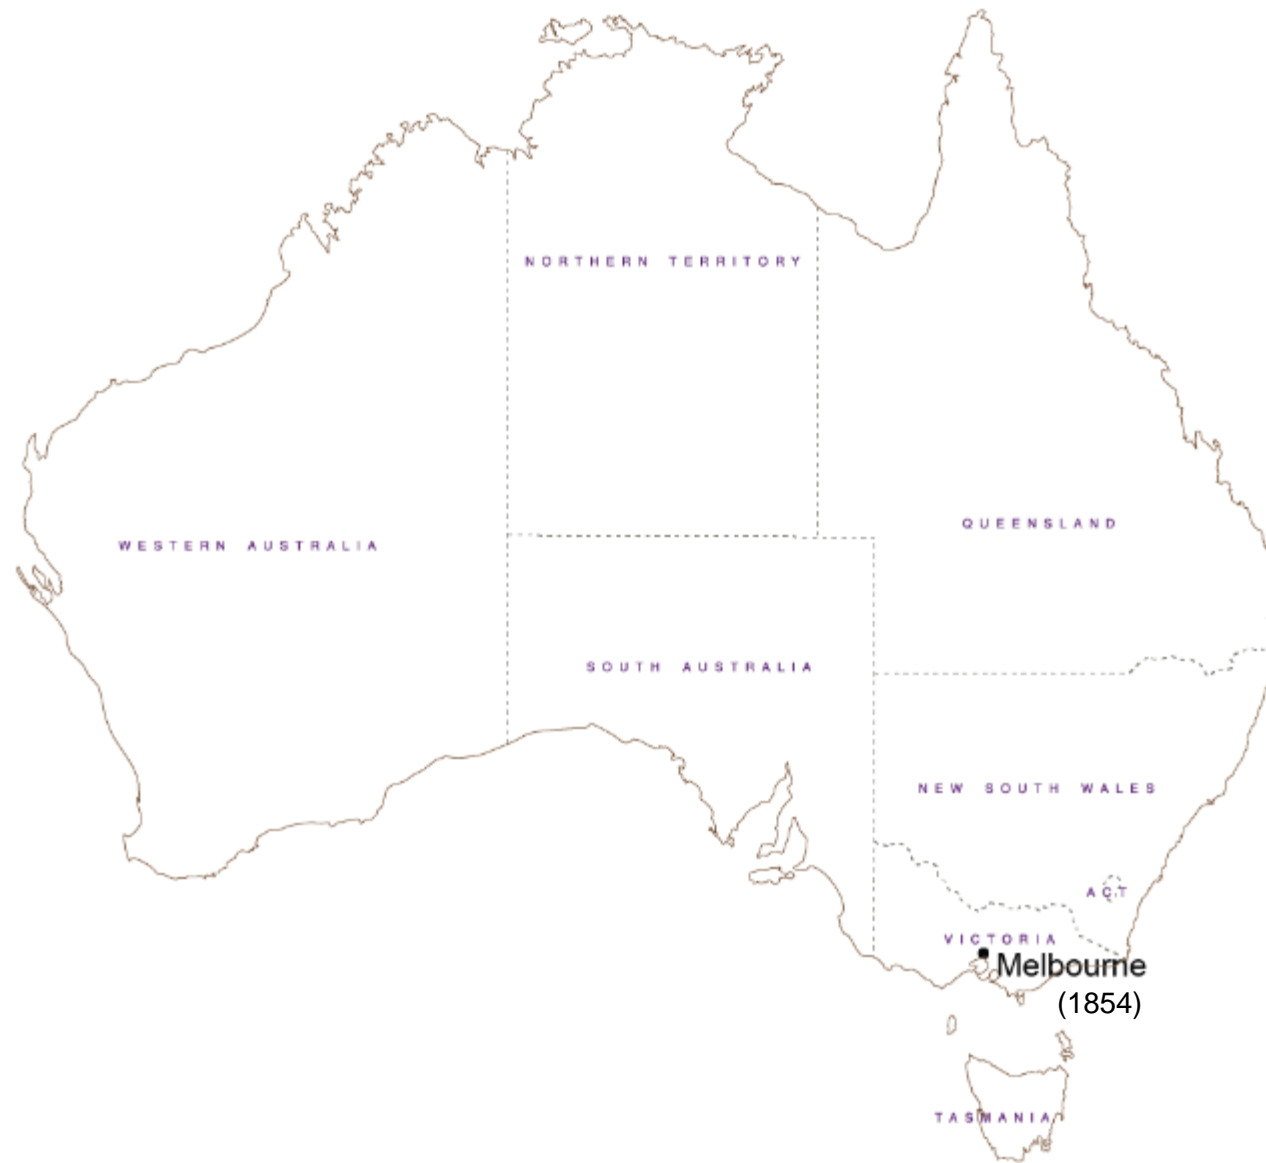 NORTHERN TERRITORY
QUEENSLAND
WESTERN AUSTRALIA
SOUTH AUSTRALIA
NEW SOUTH WALES
ACT
VICTORIA
Melbourne
(1854)
TASMANIA